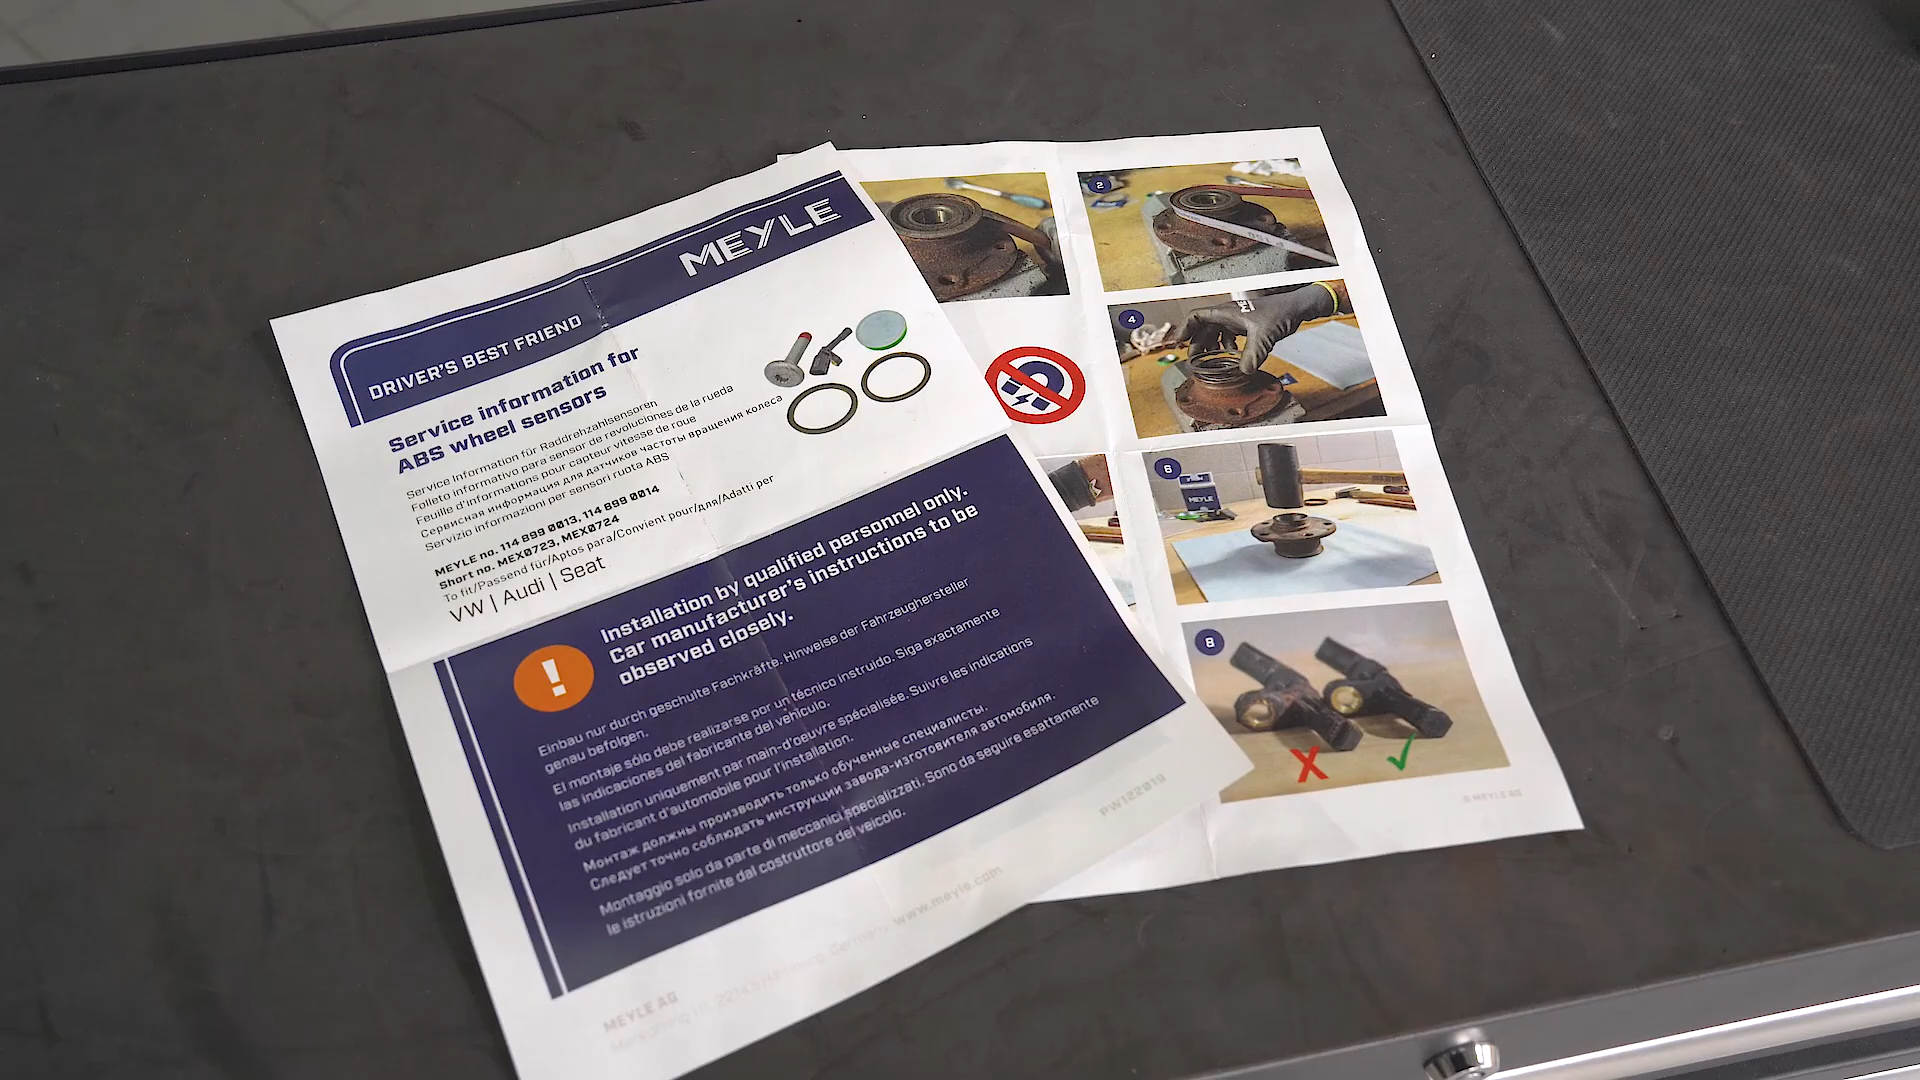 MEYLE
DRIVER'S BEST FRIEND
Service information for
ABS wheel sensors
Service Information für Raddrehzahlsensoren
Folleto informativo para sensor de revoluciones de la rueda
Feuille d'informations pour capteur vitesse de roue
Сервисная информация для датчиков частоты вращения колеса
Servizio informazioni per sensori ruota ABS
MEYLE no. 114 899 0013, 114 899 0014
Short no. MEX0723, MEX0724
To fit/Passend für/Aptos para/Convient pour/для/Adatti per
VW | Audi | Seat
!
Installation by qualified personnel only.
Car manufacturer's instructions to be
observed closely.
Einbau nur durch geschulte Fachkräfte. Hinweise der Fahrzeughersteller
genau befolgen.
El montaje sólo debe realizarse por un técnico instruido. Siga exactamente
las indicaciones del fabricante del vehículo.
Installation uniquement par main-d'oeuvre spécialisée. Suivre les indications
du fabricant d'automobile pour l'installation.
Монтаж должны производить только обученные специалисты.
Следует точно соблюдать инструкции завода-изготовителя автомобиля.
Montaggio solo da parte di meccanici specializzati. Sono da seguire esattamente
le istruzioni fornite dal costruttore del veicolo.
PW122019
MEYLE AG
Germany, www.meyle.com
2
P 150
4
6
MEYLE
8
X
© MEYLE AG